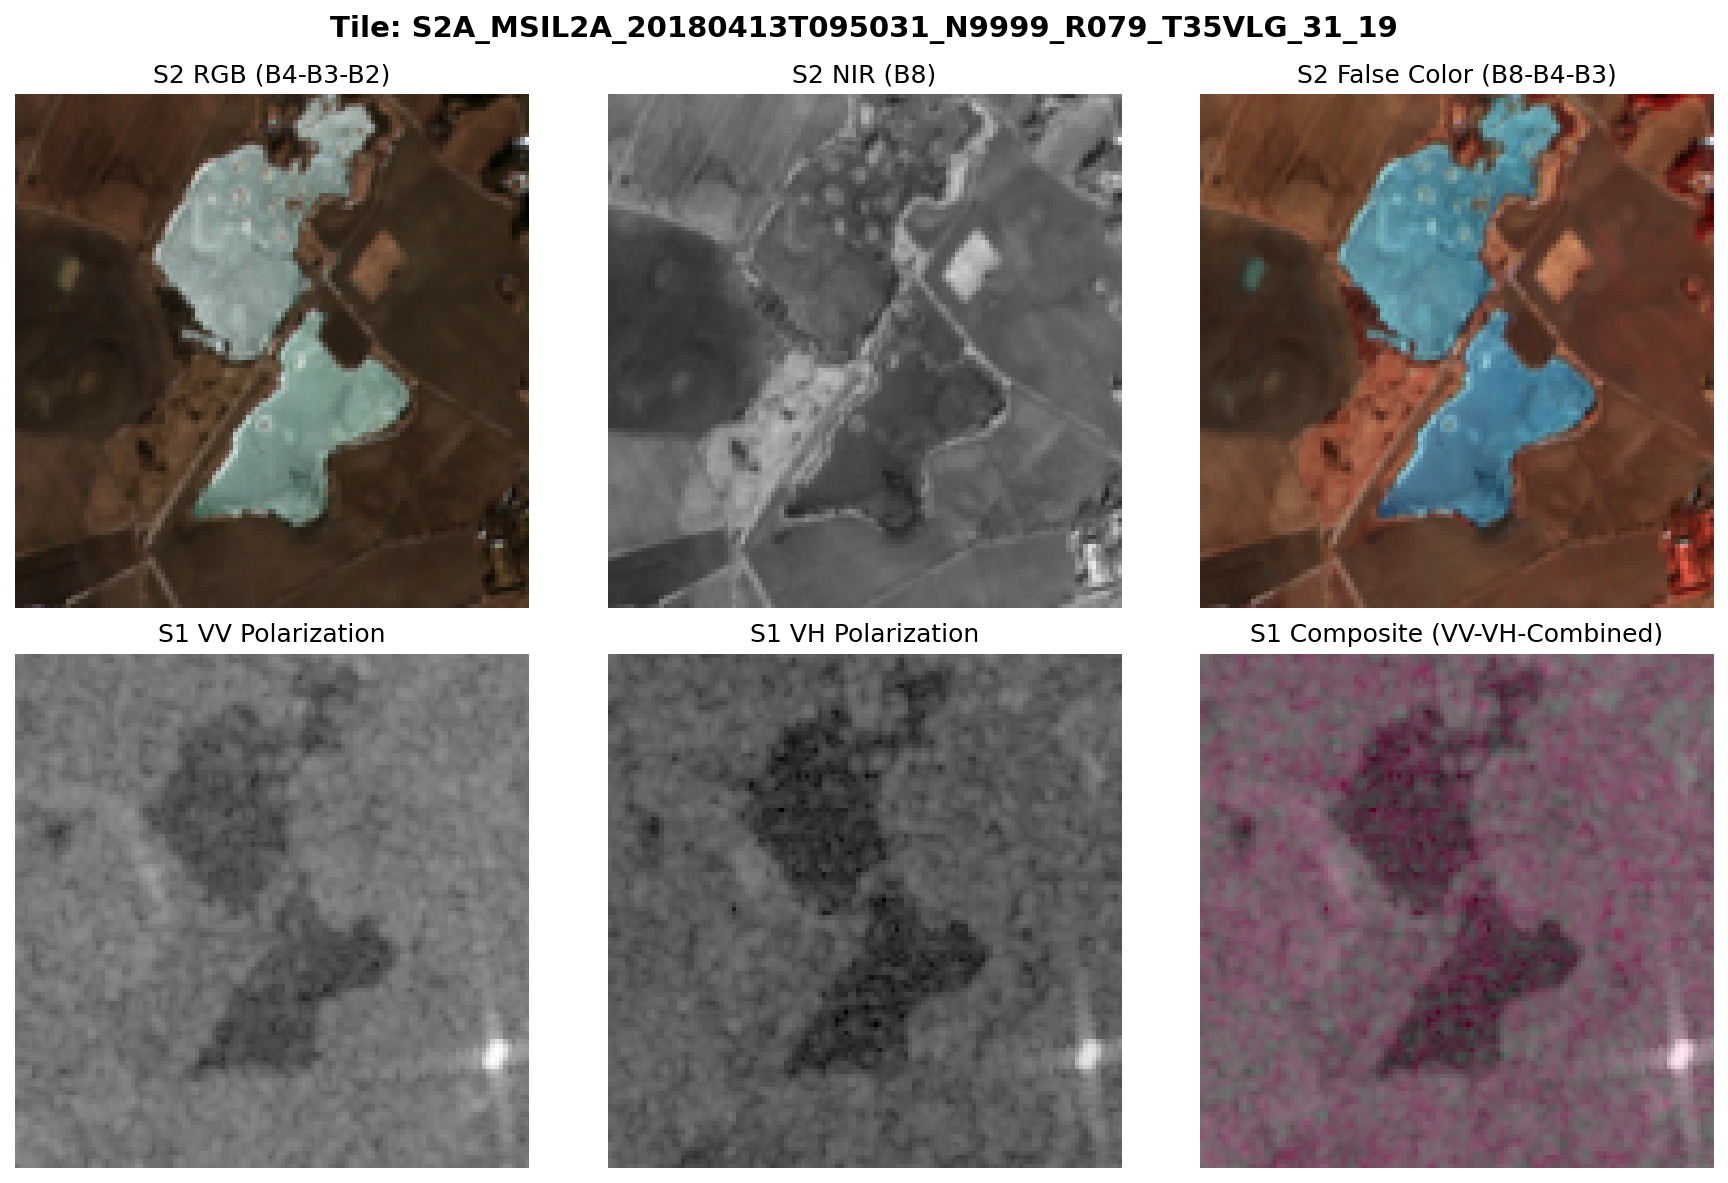 Tile: S2A_MSIL2A_20180413T095031_N9999_R079_T35VLG_31_19
S2 RGB (B4-B3-B2)
S2 NIR (B8)
S2 False Color (B8-B4-B3)
S1 VV Polarization
S1 VH Polarization
S1 Composite (VV-VH-Combined)